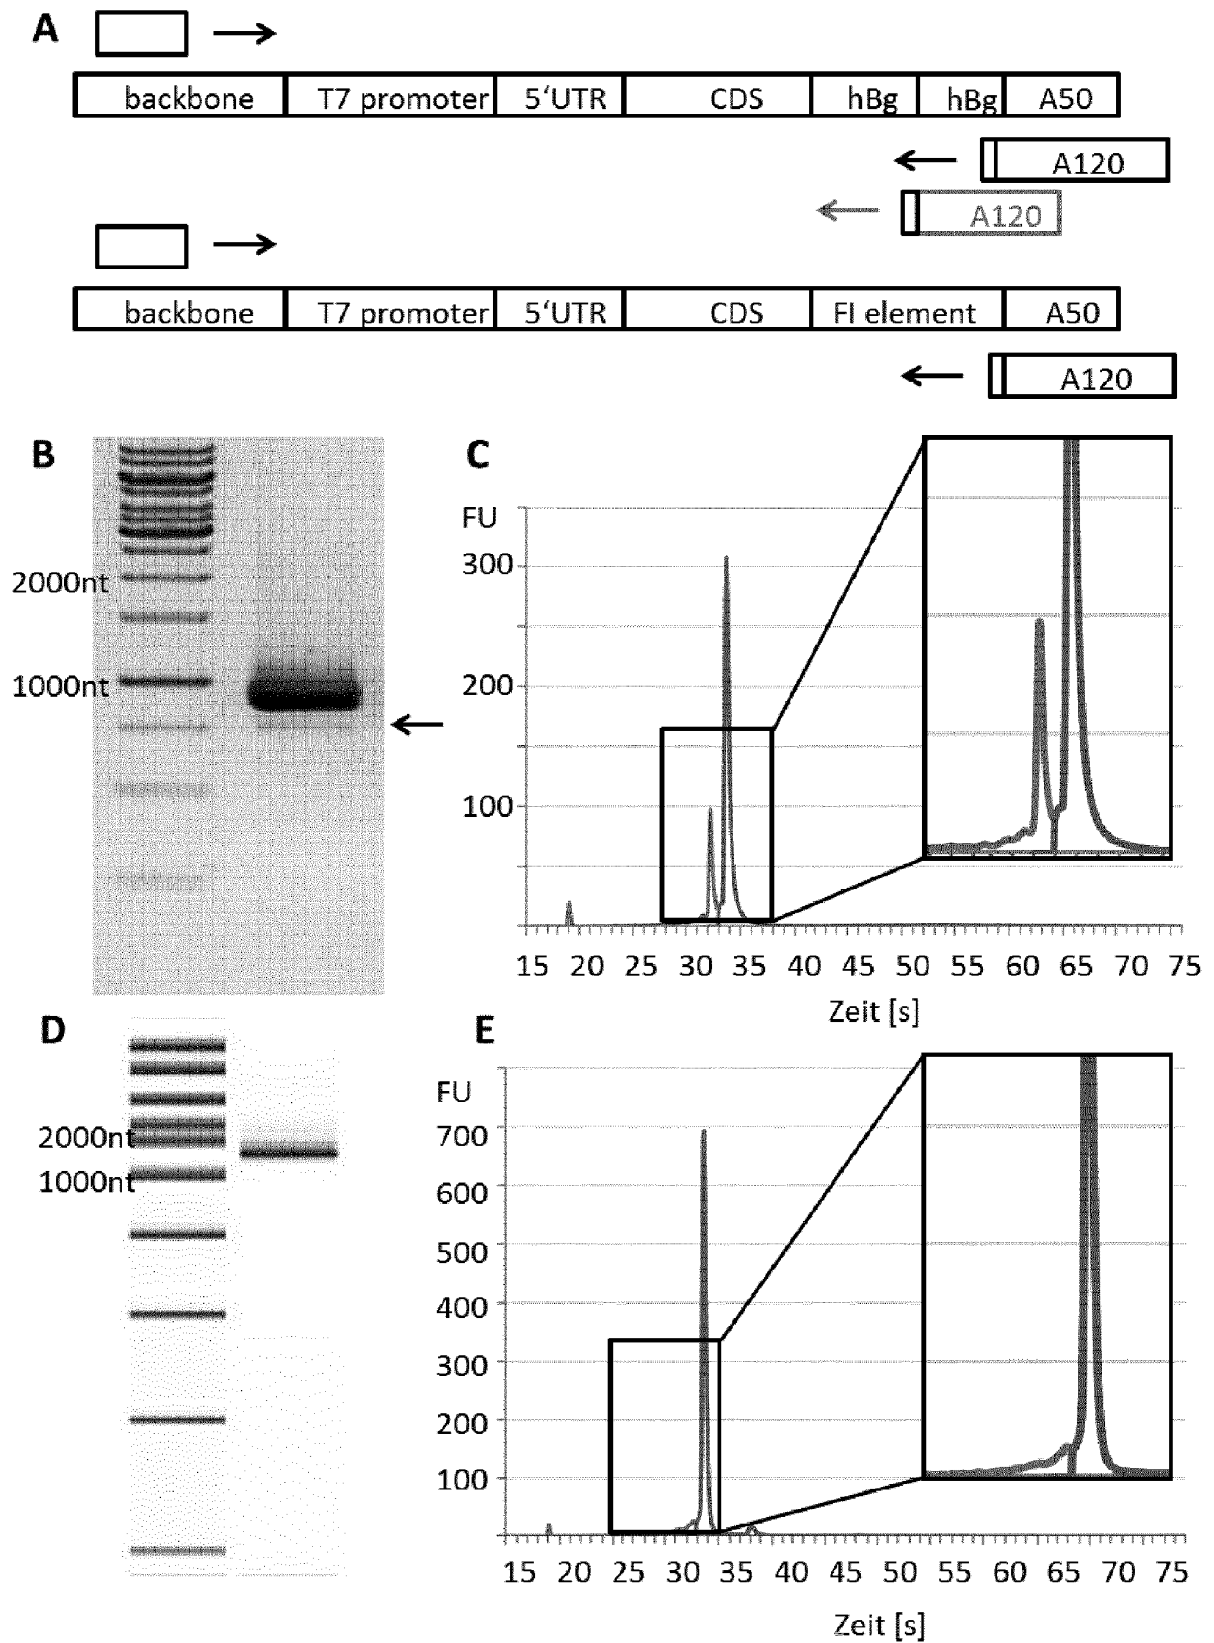 A
backbone T7 promoter 5‘UTR CDS hBg hBg A50
A120
A120
backbone T7 promoter 5‘UTR CDS FI element A50
A120
B
2000nt
1000nt
C
FU
300
200
100
15 20 25 30 35 40 45 50 55 60 65 70 75
Zeit [s]
D
2000nt
1000nt
E
FU
700
600
500
400
300
200
100
15 20 25 30 35 40 45 50 55 60 65 70 75
Zeit [s]